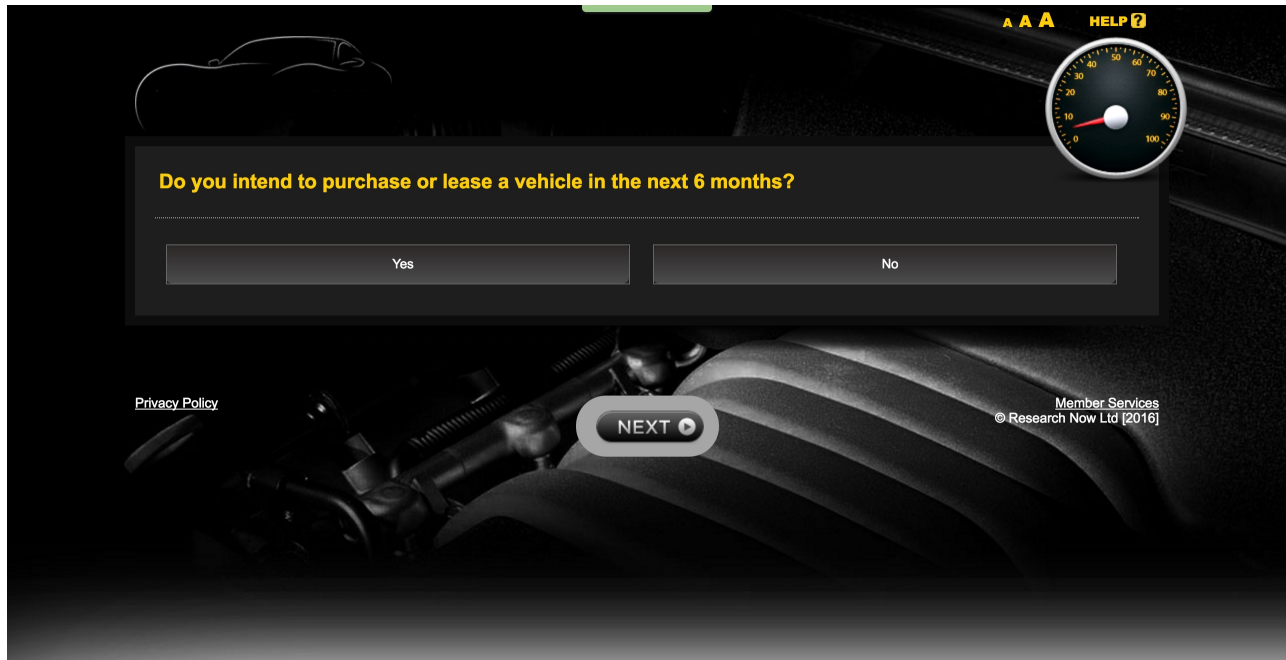 A A A HELP ?
50
40 60
30 70
20 80
10 90
0 100
Do you intend to purchase or lease a vehicle in the next 6 months?
Yes No
Privacy Policy
Member Services
© Research Now Ltd [2016]
NEXT